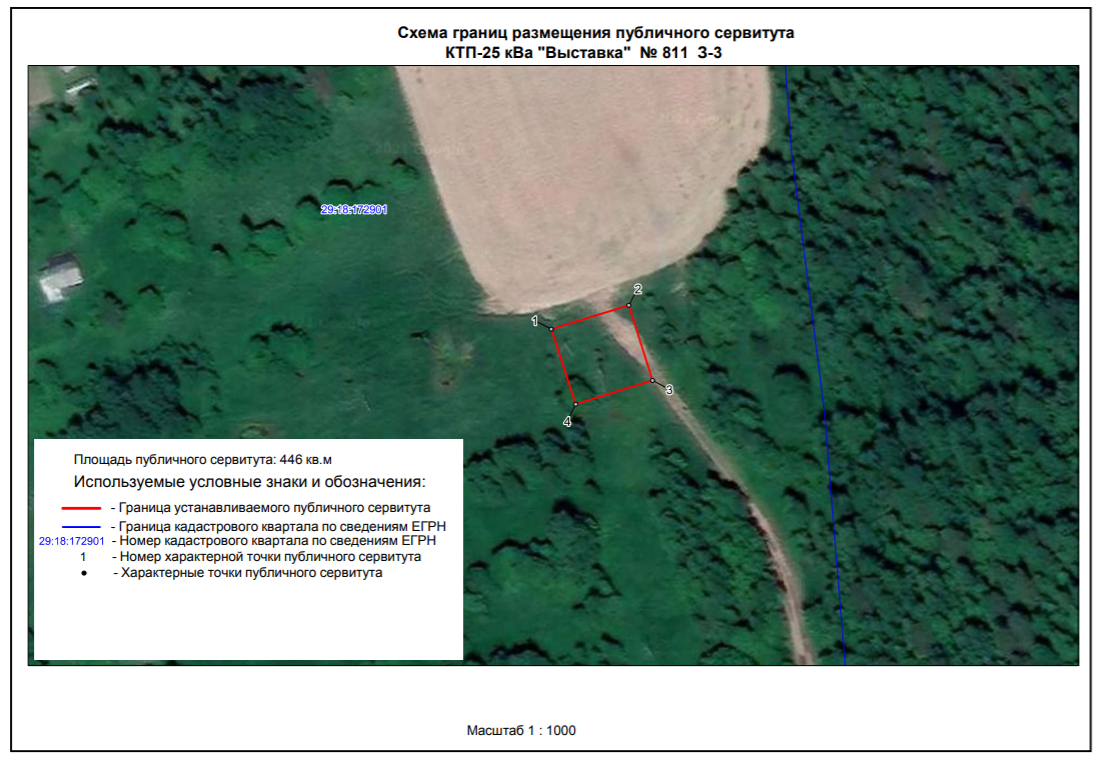 Схема границ размещения публичного сервитута
КТП-25 кВа "Выставка" № 811 З-3
29:18:172901
2
1
3
4
Площадь публичного сервитута: 446 кв.м
Используемые условные знаки и обозначения:
- Граница устанавливаемого публичного сервитута
- Граница кадастрового квартала по сведениям ЕГРН
29:18:172901 - Номер кадастрового квартала по сведениям ЕГРН
1 - Номер характерной точки публичного сервитута
- Характерные точки публичного сервитута
Масштаб 1 : 1000